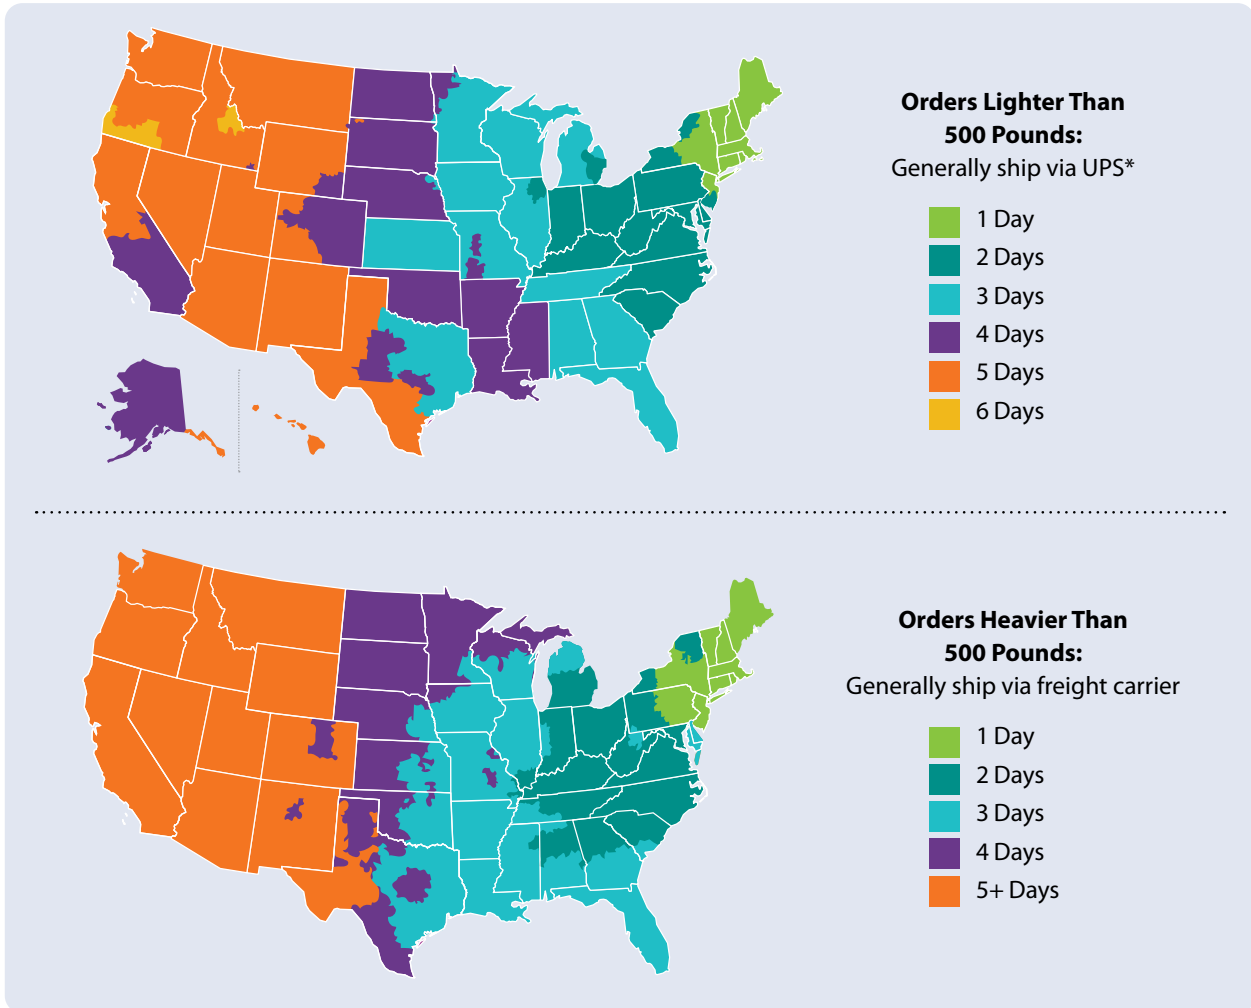 Orders Lighter Than
500 Pounds:
Generally ship via UPS*
1 Day
2 Days
3 Days
4 Days
5 Days
6 Days
Orders Heavier Than
500 Pounds:
Generally ship via freight carrier
1 Day
2 Days
3 Days
4 Days
5+ Days